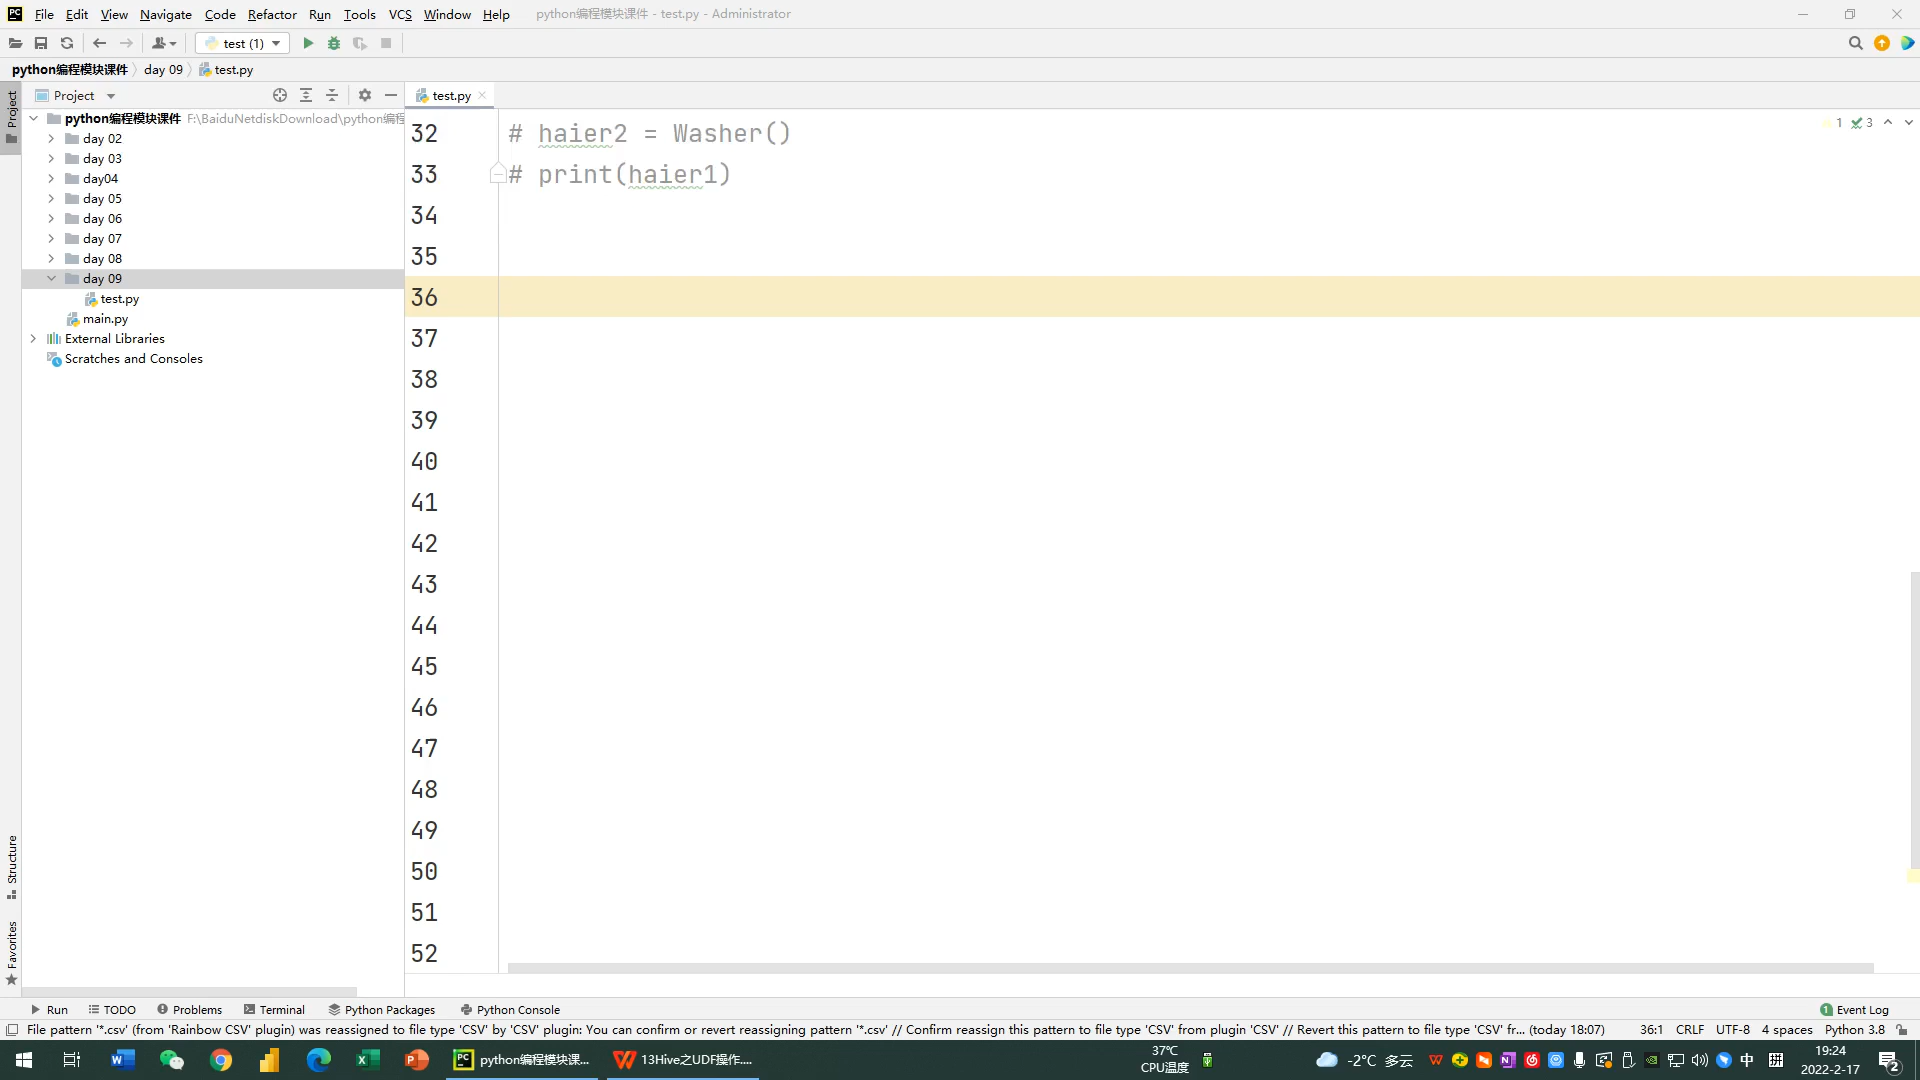 PC File Edit View Navigate Code Refactor Run Tools VCS Window Help python编程模块课件 - test.py - Administrator
test (1)
python编程模块课件 day 09 test.py
Project
test.py
Project
python编程模块课件 F:\BaiduNetdiskDownload\python编程
day 02
day 03
day04
day 05
day 06
day 07
day 08
day 09
test.py
main.py
External Libraries
Scratches and Consoles
32 # haier2 = Washer()
33 # print(haier1)
34
35
36
37
38
39
40
41
42
43
44
45
46
47
48
49
50
51
52
1 3
Structure
Favorites
Run TODO Problems Terminal Python Packages Python Console 1 Event Log
File pattern '*.csv' (from 'Rainbow CSV' plugin) was reassigned to file type 'CSV' by 'CSV' plugin: You can confirm or revert reassigning pattern '*.csv' // Confirm reassign this pattern to file type 'CSV' from plugin 'CSV' // Revert this pattern to file type 'CSV' fr... (today 18:07) 36:1 CRLF UTF-8 4 spaces Python 3.8
python编程模块课... 13Hive之UDF操作....
37℃
CPU温度
-2°C 多云
中 拼
19:24
2022-2-17
2